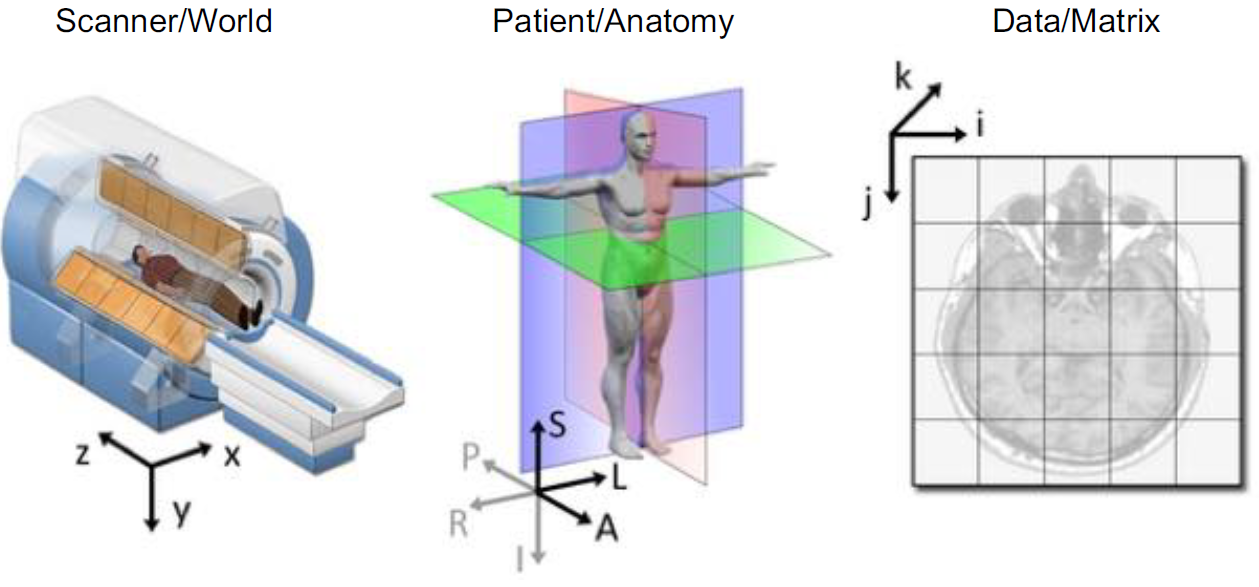 Scanner/World
Patient/Anatomy
Data/Matrix
z
x
y
S
P
L
R
A
I
k
i
j